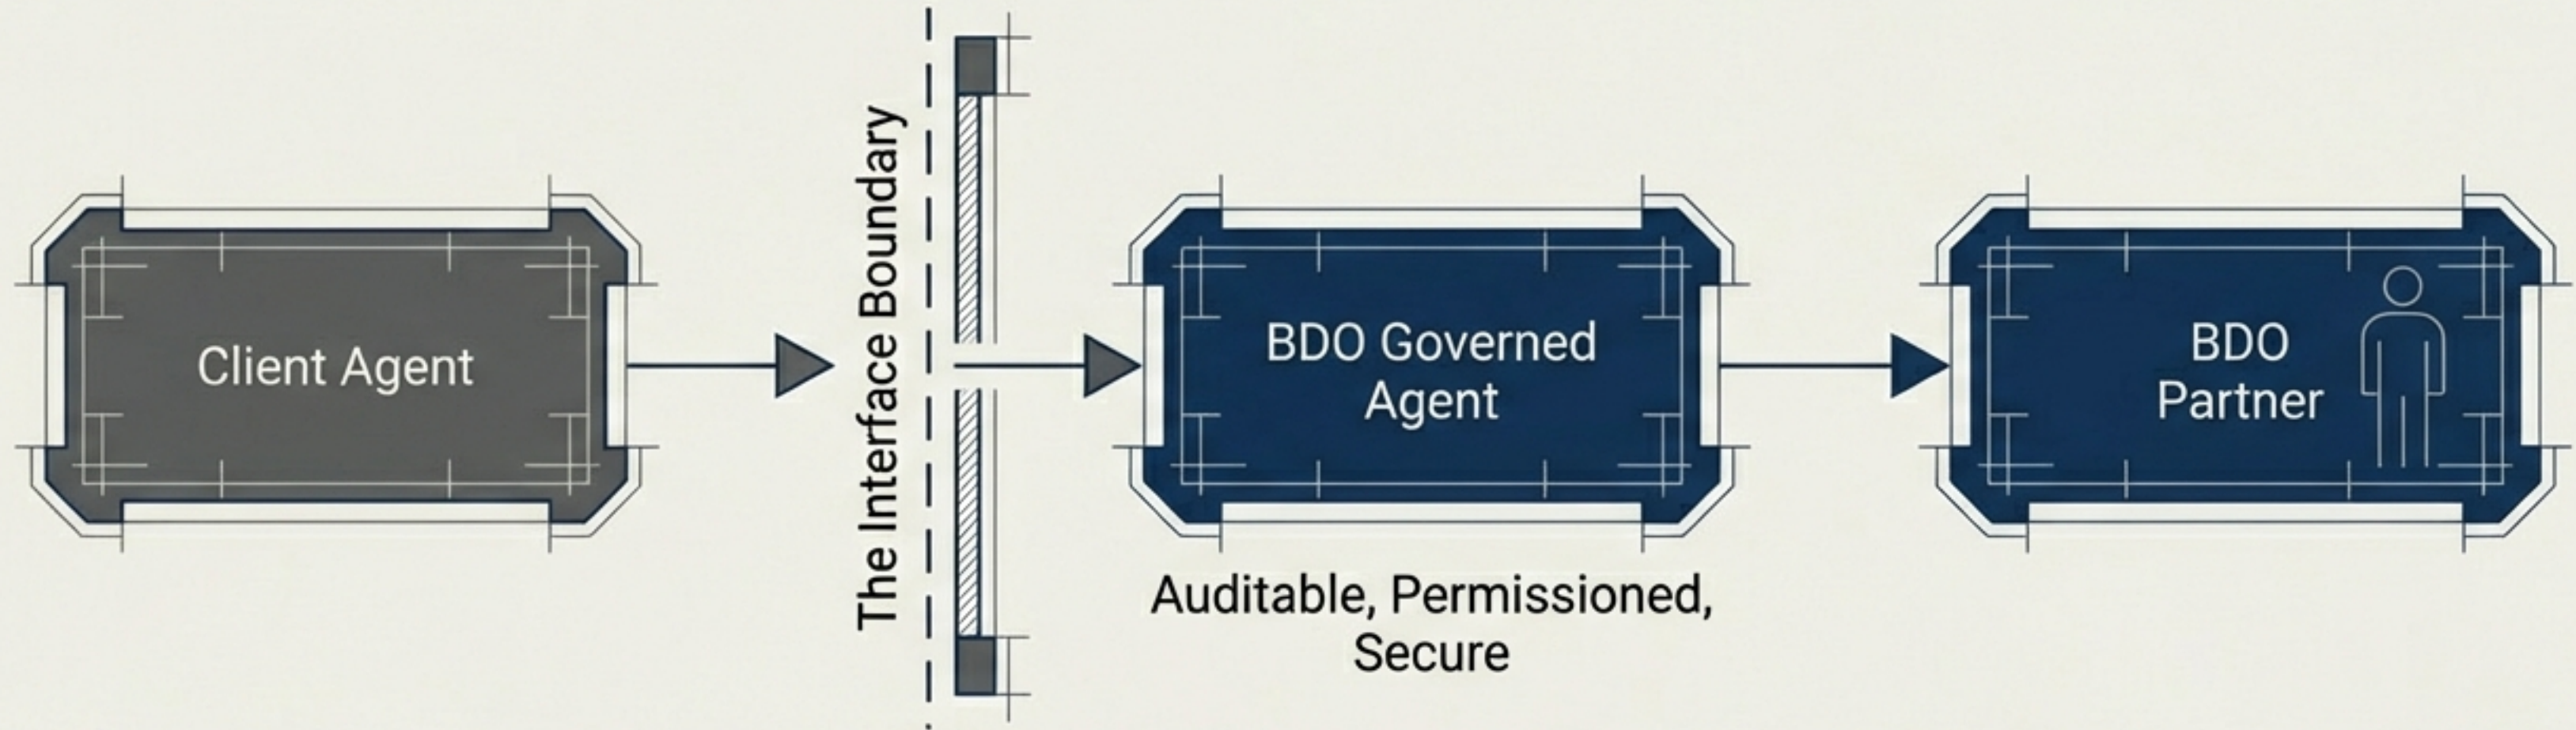 Client Agent
The Interface Boundary
BDO Governed
Agent
Auditable, Permissioned,
Secure
BDO
Partner